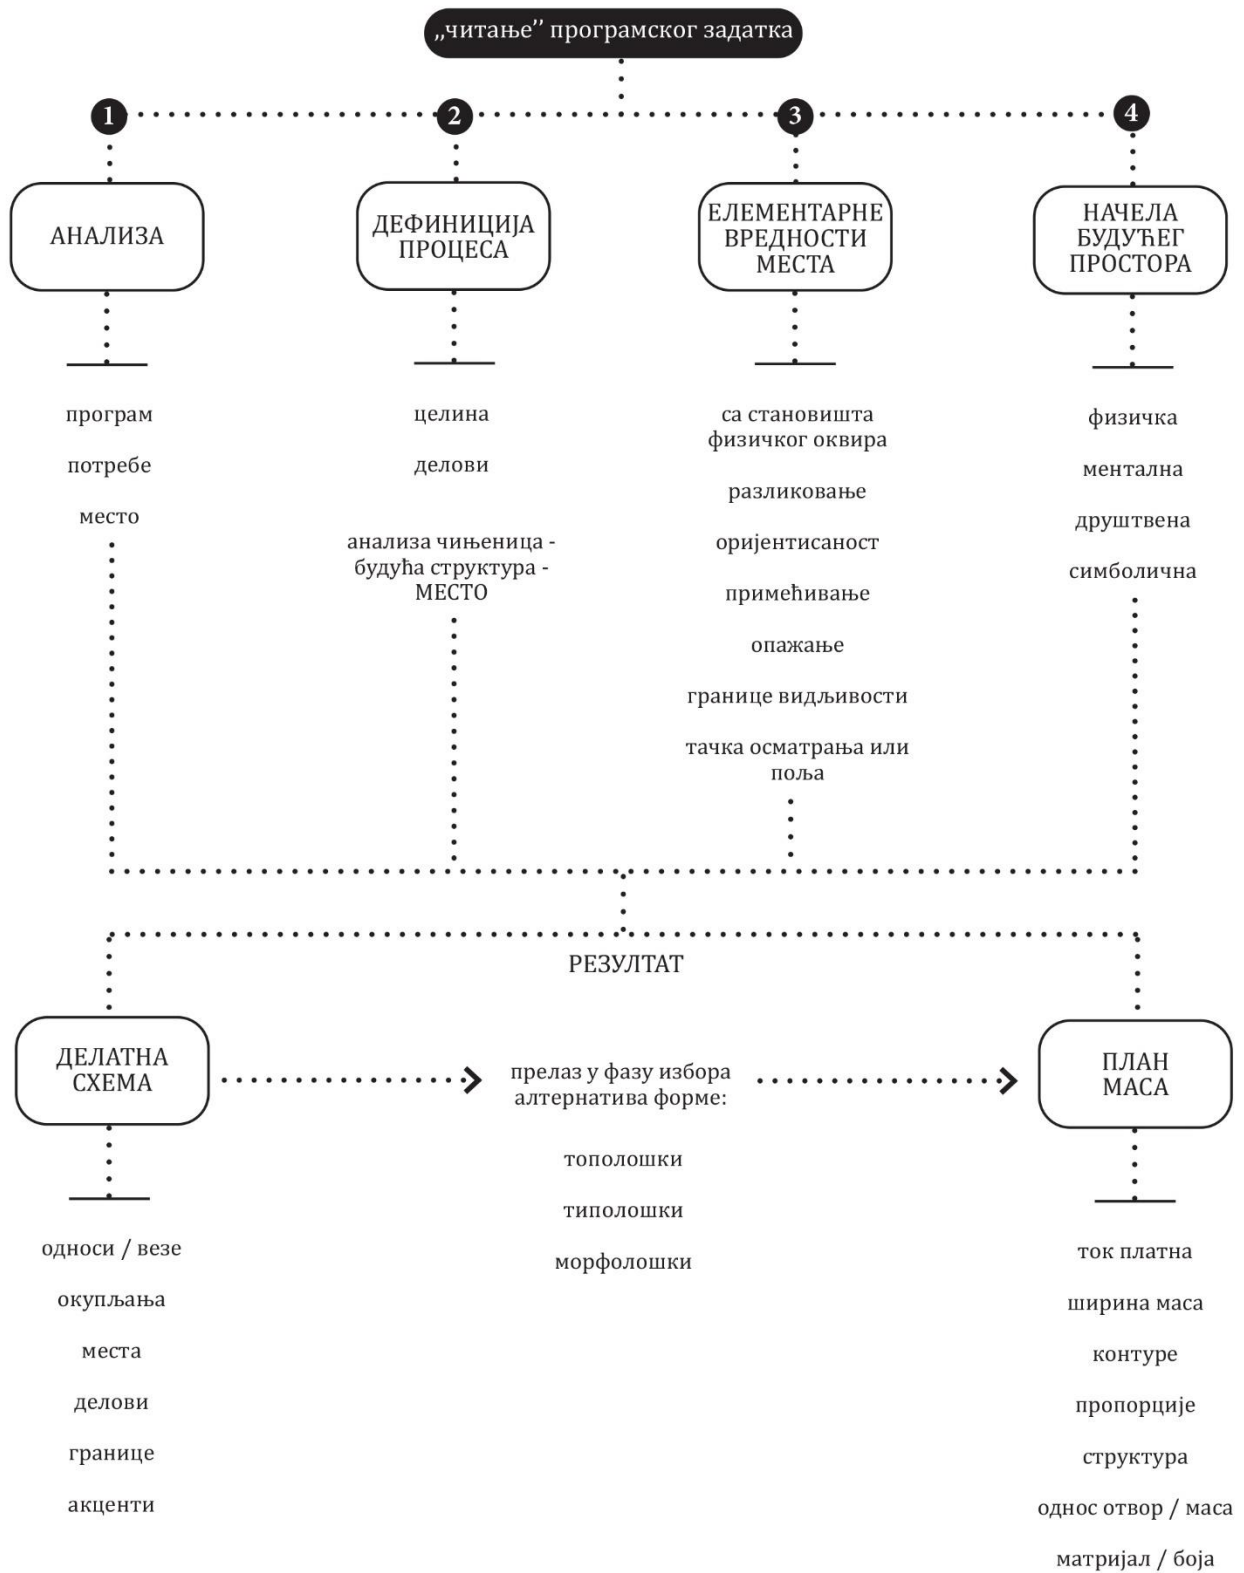 ,,читање’’ програмског задатка
1
2
3
4
АНАЛИЗА
ДЕФИНИЦИЈА
ПРОЦЕСА
ЕЛЕМЕНТАРНЕ
ВРЕДНОСТИ
МЕСТА
НАЧЕЛА
БУДУЋЕГ
ПРОСТОРА
програм
потребе
место
целина
делови
анализа чињеница -
будућа структура -
МЕСТО
са становишта
физичког оквира
разликовање
оријентисаност
примећивање
опажање
границе видљивости
тачка осматрања или
поља
физичка
ментална
друштвена
симболична
РЕЗУЛТАТ
ДЕЛАТНА
СХЕМА
прелаз у фазу избора
алтернатива форме:
тополошки
типолошки
морфолошки
ПЛАН
МАСА
односи / везе
окупљања
места
делови
границе
акценти
ток платна
ширина маса
контуре
пропорције
структура
однос отвор / маса
матријал / боја